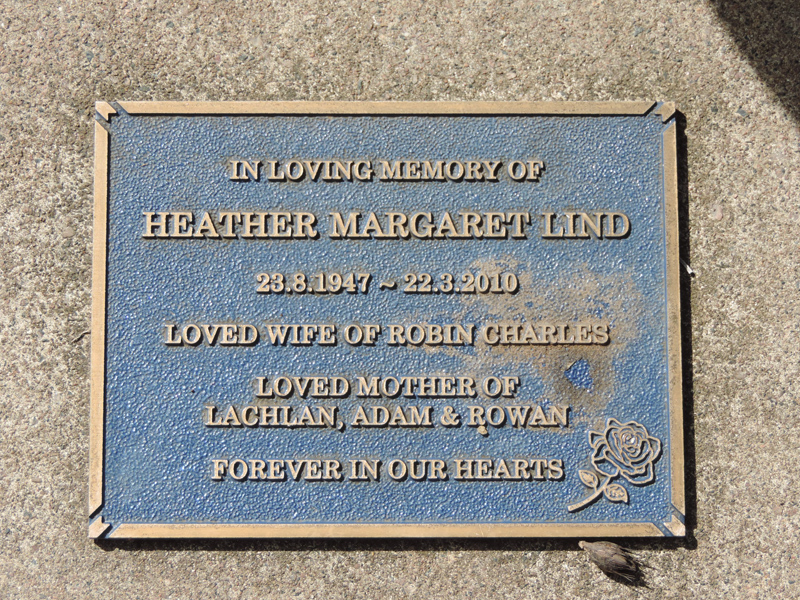 IN LOVING MEMORY OF
HEATHER MARGARET LIND
23.8.1947 ~ 22.3.2010
LOVED WIFE OF ROBIN CHARLES
LOVED MOTHER OF
LACHLAN, ADAM & ROWAN
FOREVER IN OUR HEARTS